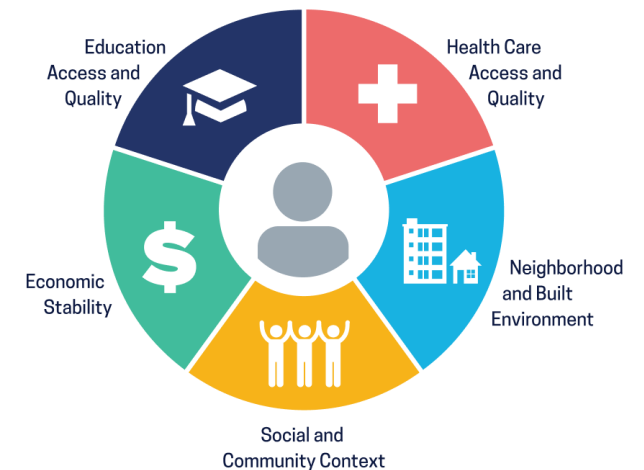 Education
Access and
Quality
Health Care
Access and
Quality
$
Economic
Stability
Neighborhood
and Built
Environment
Social and
Community Context